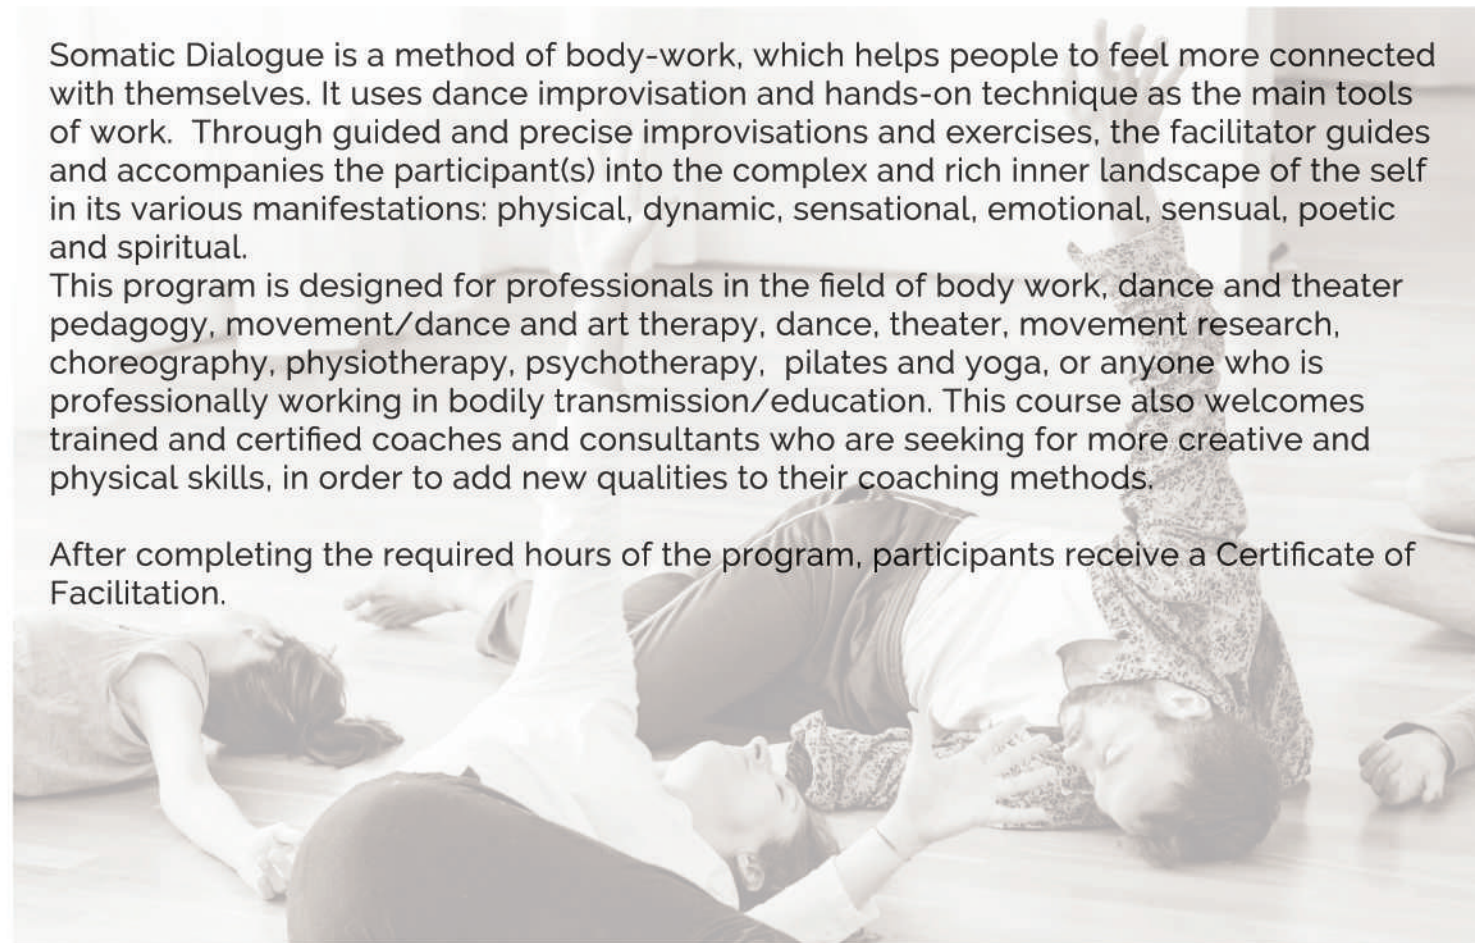 Somatic Dialogue is a method of body-work, which helps people to feel more connected
with themselves. It uses dance improvisation and hands-on technique as the main tools
of work.  Through guided and precise improvisations and exercises, the facilitator guides
and accompanies the participant(s) into the complex and rich inner landscape of the self
in its various manifestations: physical, dynamic, sensational, emotional, sensual, poetic
and spiritual.
This program is designed for professionals in the field of body work, dance and theater
pedagogy, movement/dance and art therapy, dance, theater, movement research,
choreography, physiotherapy, psychotherapy,  pilates and yoga, or anyone who is
professionally working in bodily transmission/education. This course also welcomes
trained and certified coaches and consultants who are seeking for more creative and
physical skills, in order to add new qualities to their coaching methods.

After completing the required hours of the program, participants receive a Certificate of
Facilitation.